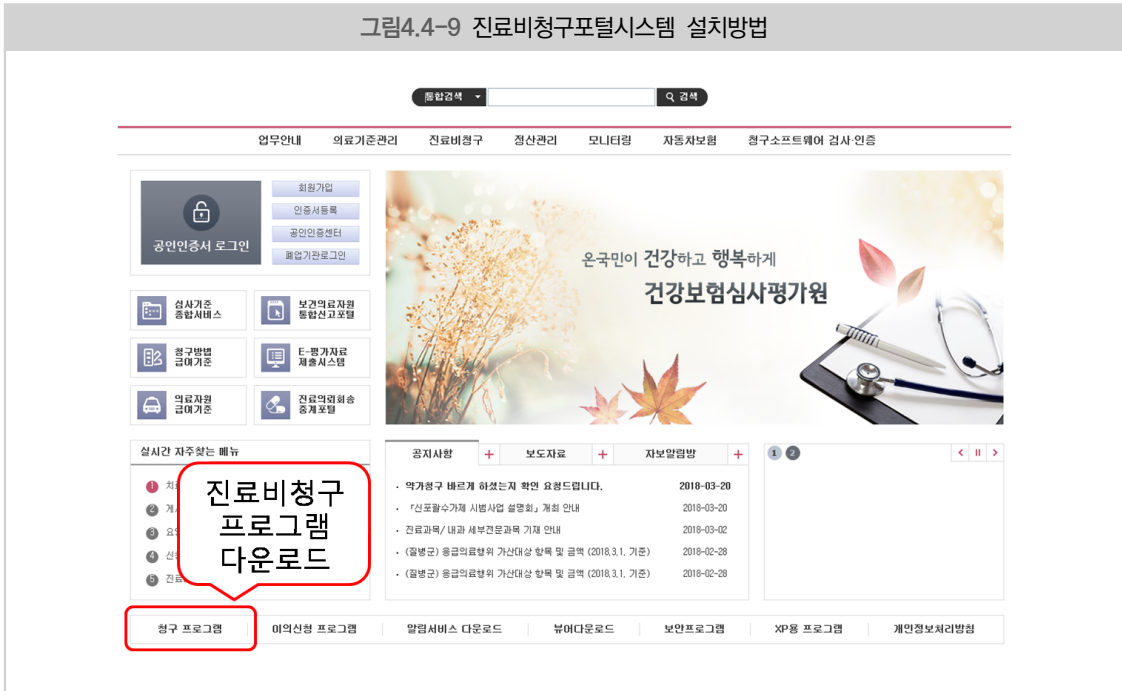 그림4.4-9 진료비청구포털시스템 설치방법
통합검색
검색
업무안내 의료기준관리 진료비청구 정산관리 모니터링 자동차보험 청구소프트웨어 검사·인증
공인인증서 로그인
회원가입
인증서등록
공인인증센터
폐업기관로그인
온국민이 건강하고 행복하게
건강보험심사평가원
심사기준
종합서비스
보건의료자원
통합신고포털
청구방법
급여기준
E-평가자료
제출시스템
의료자원
급여기준
진료의뢰회송
중계포털
실시간 자주찾는 메뉴
1 치료
2 게시
3 요양
4 신
5 진료
진료비청구
프로그램
다운로드
공지사항 + 보도자료 + 자보알림방 +
· 약가청구 바르게 하셨는지 확인 요청드립니다. 2018-03-20
· 『신포괄수가제 시범사업 설명회』 개최 안내 2018-03-20
· 진료과목/ 내과 세부전문과목 기재 안내 2018-03-02
· (질병군) 응급의료행위 가산대상 항목 및 금액 (2018.3.1. 기준) 2018-02-28
· (질병군) 응급의료행위 가산대상 항목 및 금액 (2018.3.1. 기준) 2018-02-28
1 2
청구 프로그램 이의신청 프로그램 알림서비스 다운로드 뷰어다운로드 보안프로그램 XP용 프로그램 개인정보처리방침